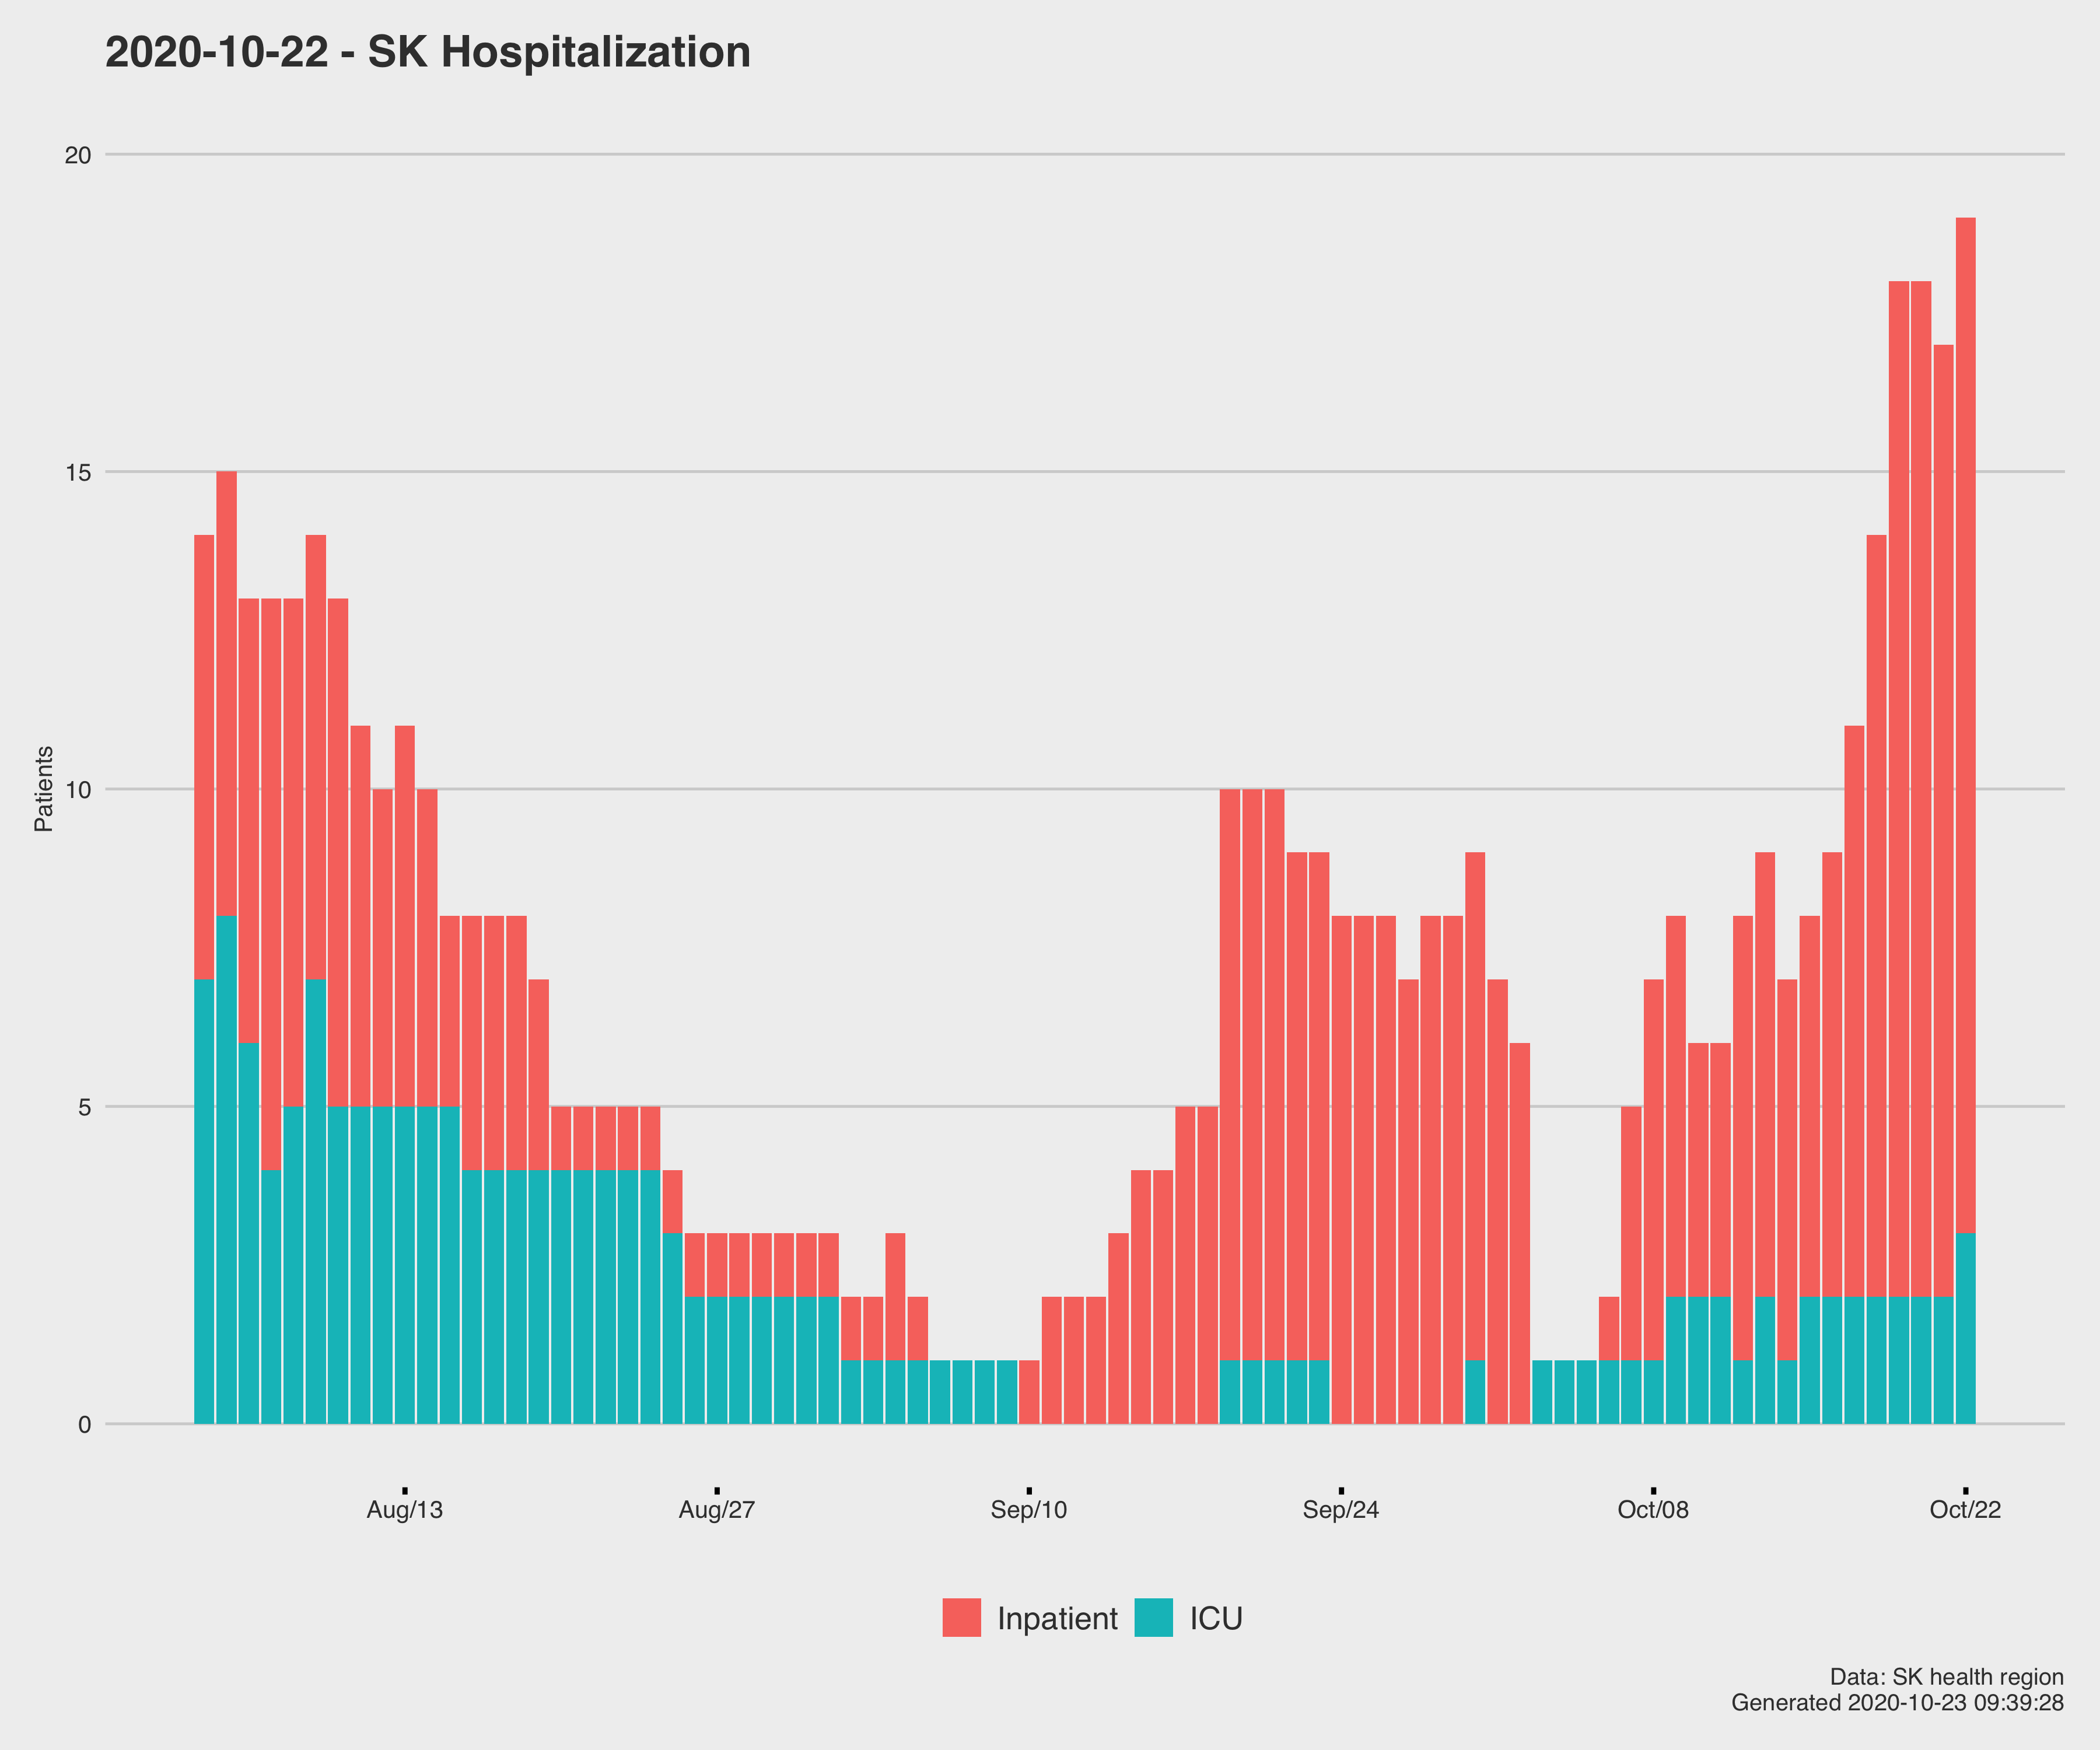 2020-10-22 - SK Hospitalization
20
15
10
5
0
Patients
Aug/13
Aug/27
Sep/10
Sep/24
Oct/08
Oct/22
Inpatient
ICU
Data: SK health region
Generated 2020-10-23 09:39:28